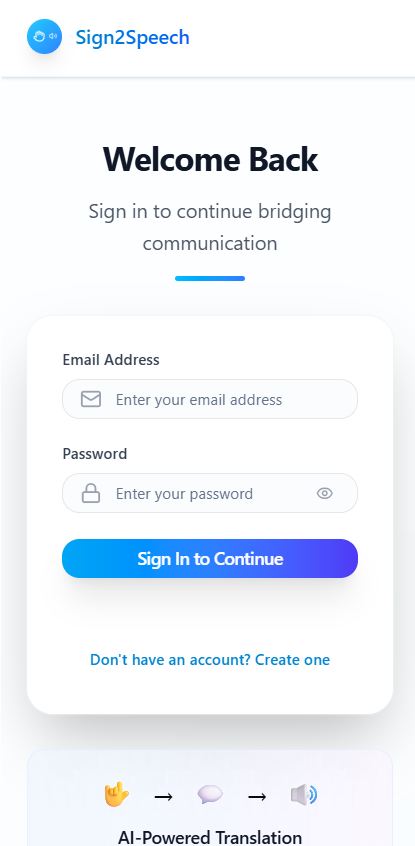 Sign2Speech
Welcome Back
Sign in to continue bridging
communication
Email Address
Enter your email address
Password
Enter your password
Sign In to Continue
Don't have an account? Create one
→ →
AI-Powered Translation